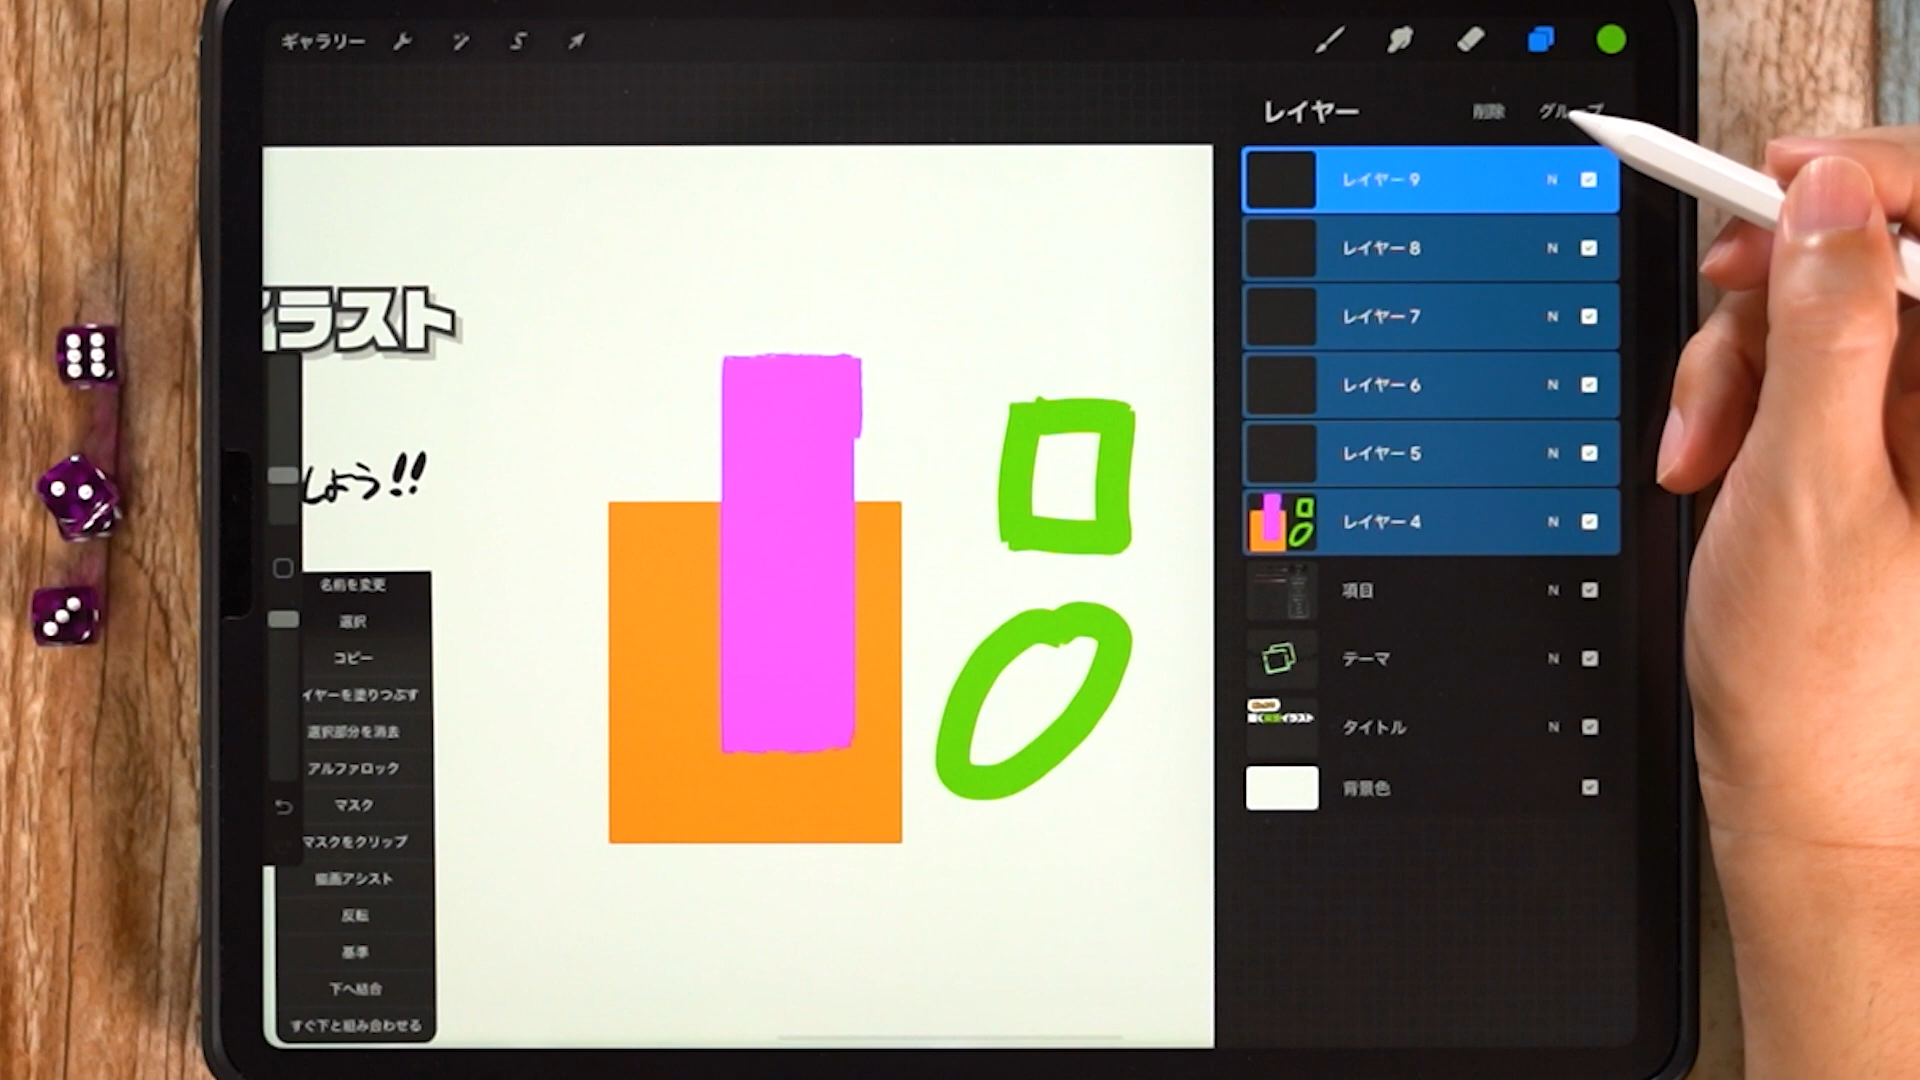 ギャラリー
レイヤー
削除
グループ
レイヤー 9
N
レイヤー 8
N
レイヤー 7
N
レイヤー 6
N
レイヤー 5
N
レイヤー 4
N
項目
N
テーマ
N
タイトル
N
背景色
イラスト
しょう!!
名前を変更
選択
コピー
イヤーを塗りつぶす
選択部分を消去
アルファロック
マスク
マスクをクリップ
描画アシスト
反転
基準
下へ結合
すぐ下と組み合わせる